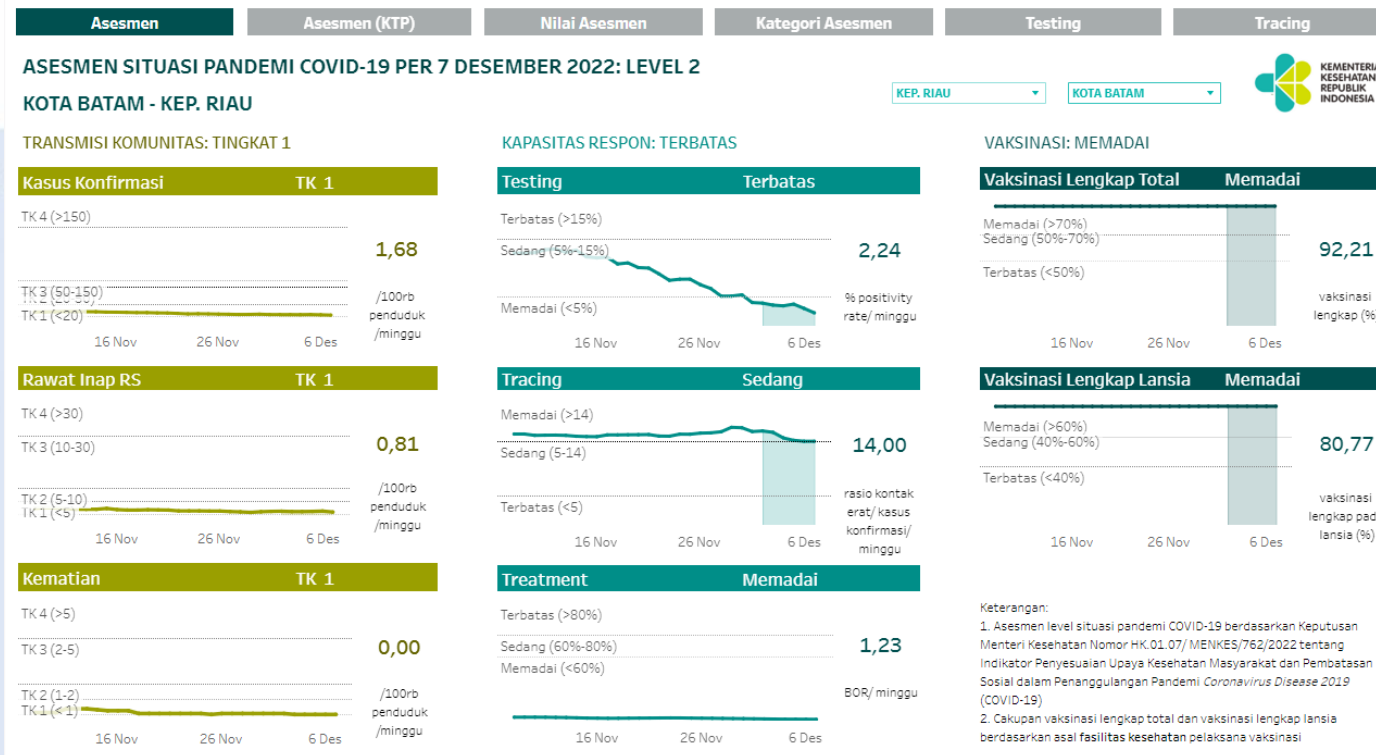 Asesmen
Asesmen (KTP)
Nilai Asesmen
Kategori Asesmen
Testing
Tracing
ASESMEN SITUASI PANDEMI COVID-19 PER 7 DESEMBER 2022: LEVEL 2
KOTA BATAM - KEP. RIAU
KEP. RIAU
KOTA BATAM
KESEHATAN
REPUBLIK
INDONESIA
TRANSMISI KOMUNITAS: TINGKAT 1
Kasus Konfirmasi TK 1
TK 4 (>150)
TK 3 (50-150)
TK 1 (<20)
1,68
/100rb
penduduk
/minggu
16 Nov 26 Nov 6 Des
Rawat Inap RS TK 1
TK 4 (>30)
TK 3 (10-30)
TK 2 (5-10)
TK 1 (<5)
0,81
/100rb
penduduk
/minggu
16 Nov 26 Nov 6 Des
Kematian TK 1
TK 4 (>5)
TK 3 (2-5)
TK 2 (1-2)
TK 1 (<1)
0,00
/100rb
penduduk
/minggu
16 Nov 26 Nov 6 Des
KAPASITAS RESPON: TERBATAS
Testing Terbatas
Terbatas (>15%)
Sedang (5%-15%)
Memadai (<5%)
2,24
% positivity
rate/ minggu
16 Nov 26 Nov 6 Des
Tracing Sedang
Memadai (>14)
Sedang (5-14)
Terbatas (<5)
14,00
rasio kontak
erat/ kasus
konfirmasi/
minggu
16 Nov 26 Nov 6 Des
Treatment Memadai
Terbatas (>80%)
Sedang (60%-80%)
Memadai (<60%)
1,23
BOR/ minggu
16 Nov 26 Nov 6 Des
VAKSINASI: MEMADAI
Vaksinasi Lengkap Total Memadai
Memadai (>70%)
Sedang (50%-70%)
Terbatas (<50%)
92,21
vaksinasi
lengkap (%)
16 Nov 26 Nov 6 Des
Vaksinasi Lengkap Lansia Memadai
Memadai (>60%)
Sedang (40%-60%)
Terbatas (<40%)
80,77
vaksinasi
lengkap pad
lansia (%)
16 Nov 26 Nov 6 Des
Keterangan:
1. Asesmen level situasi pandemi COVID-19 berdasarkan Keputusan
Menteri Kesehatan Nomor HK.01.07/ MENKES/762/2022 tentang
Indikator Penyesuaian Upaya Kesehatan Masyarakat dan Pembatasan
Sosial dalam Penanggulangan Pandemi Coronavirus Disease 2019
(COVID-19)
2. Cakupan vaksinasi lengkap total dan vaksinasi lengkap lansia
berdasarkan asal fasilitas kesehatan pelaksana vaksinasi